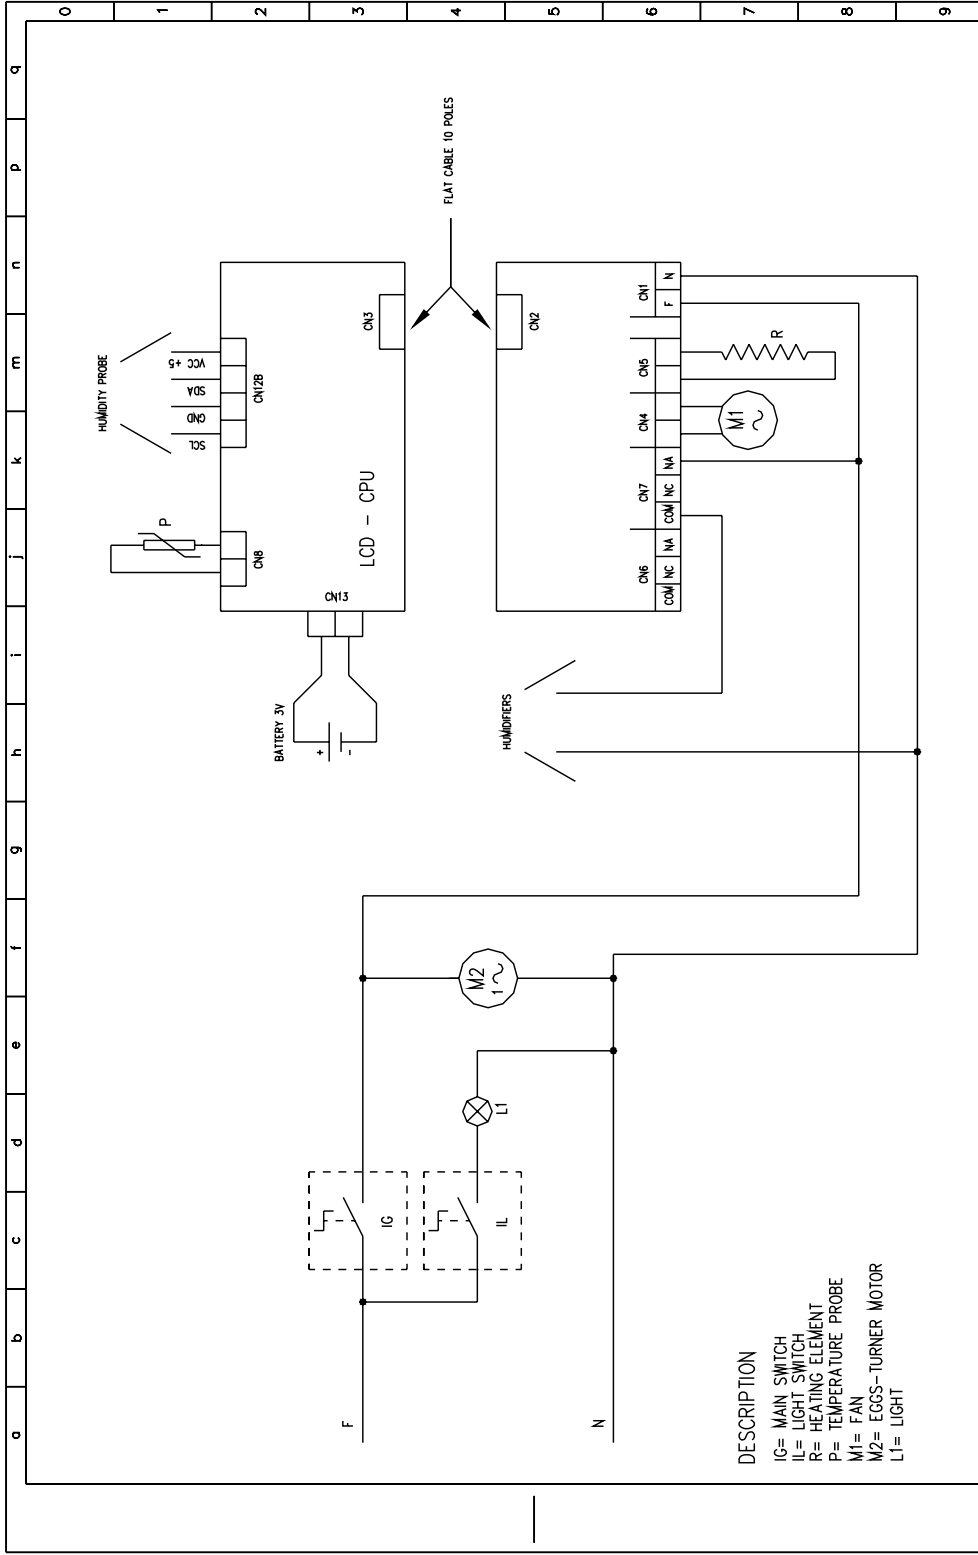 0
1
2
3
4
5
6
7
8
9
a
b
c
d
e
f
g
h
i
j
k
l
m
n
p
q
HUMIDITY PROBE
SCL
GND
SDA
VCC +5
CN12B
P
CN8
CN13
BATTERY 3V
+
-
LCD - CPU
CN3
FLAT CABLE 10 POLES
CN2
HUMIDIFIERS
CN6
CN7
CN4
CN5
CN1
COM
NC
NA
COM
NC
NA
F
N
M1
R
F
N
IG
IL
L1
M2
1
DESCRIPTION
IG= MAIN SWITCH
IL= LIGHT SWITCH
R= HEATING ELEMENT
P= TEMPERATURE PROBE
M1= FAN
M2= EGGS-TURNER MOTOR
L1= LIGHT